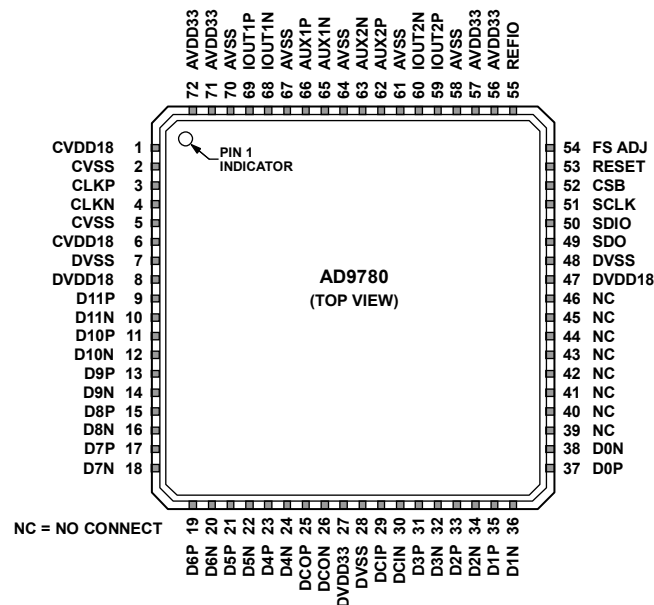 72 AVDD33
71 AVDD33
70 AVSS
69 IOUT1P
68 IOUT1N
67 AVSS
66 AUX1P
65 AUX1N
64 AVSS
63 AUX2N
62 AUX2P
61 AVSS
60 IOUT2N
59 IOUT2P
58 AVSS
57 AVDD33
56 AVDD33
55 REFIO
CVDD18 1
CVSS 2
CLKP 3
CLKN 4
CVSS 5
CVDD18 6
DVSS 7
DVDD18 8
D11P 9
D11N 10
D10P 11
D10N 12
D9P 13
D9N 14
D8P 15
D8N 16
D7P 17
D7N 18
PIN 1
INDICATOR
AD9780
(TOP VIEW)
54 FS ADJ
53 RESET
52 CSB
51 SCLK
50 SDIO
49 SDO
48 DVSS
47 DVDD18
46 NC
45 NC
44 NC
43 NC
42 NC
41 NC
40 NC
39 NC
38 D0N
37 D0P
NC = NO CONNECT
D6P 19
D6N 20
D5P 21
D5N 22
D4P 23
D4N 24
DCOP 25
DCON 26
DVDD33 27
DVSS 28
DCIP 29
DCIN 30
D3P 31
D3N 32
D2P 33
D2N 34
D1P 35
D1N 36